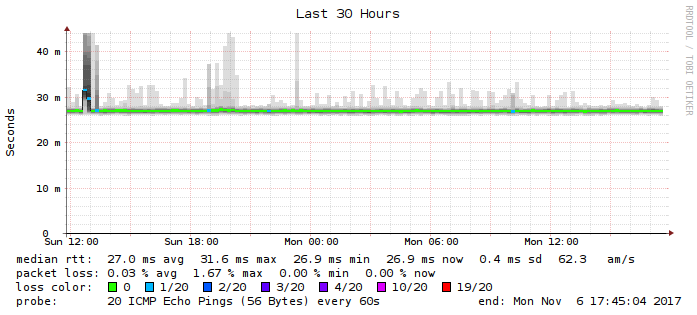 Last 30 Hours
RRDTOOL / TOBI OETIKER
Seconds
40 m
30 m
20 m
10 m
0
Sun 12:00 Sun 18:00 Mon 00:00 Mon 06:00 Mon 12:00
median rtt: 27.0 ms avg 31.6 ms max 26.9 ms min 26.9 ms now 0.4 ms sd 62.3 am/s
packet loss: 0.03 % avg 1.67 % max 0.00 % min 0.00 % now
loss color: 0 1/20 2/20 3/20 4/20 10/20 19/20
probe: 20 ICMP Echo Pings (56 Bytes) every 60s end: Mon Nov 6 17:45:04 2017